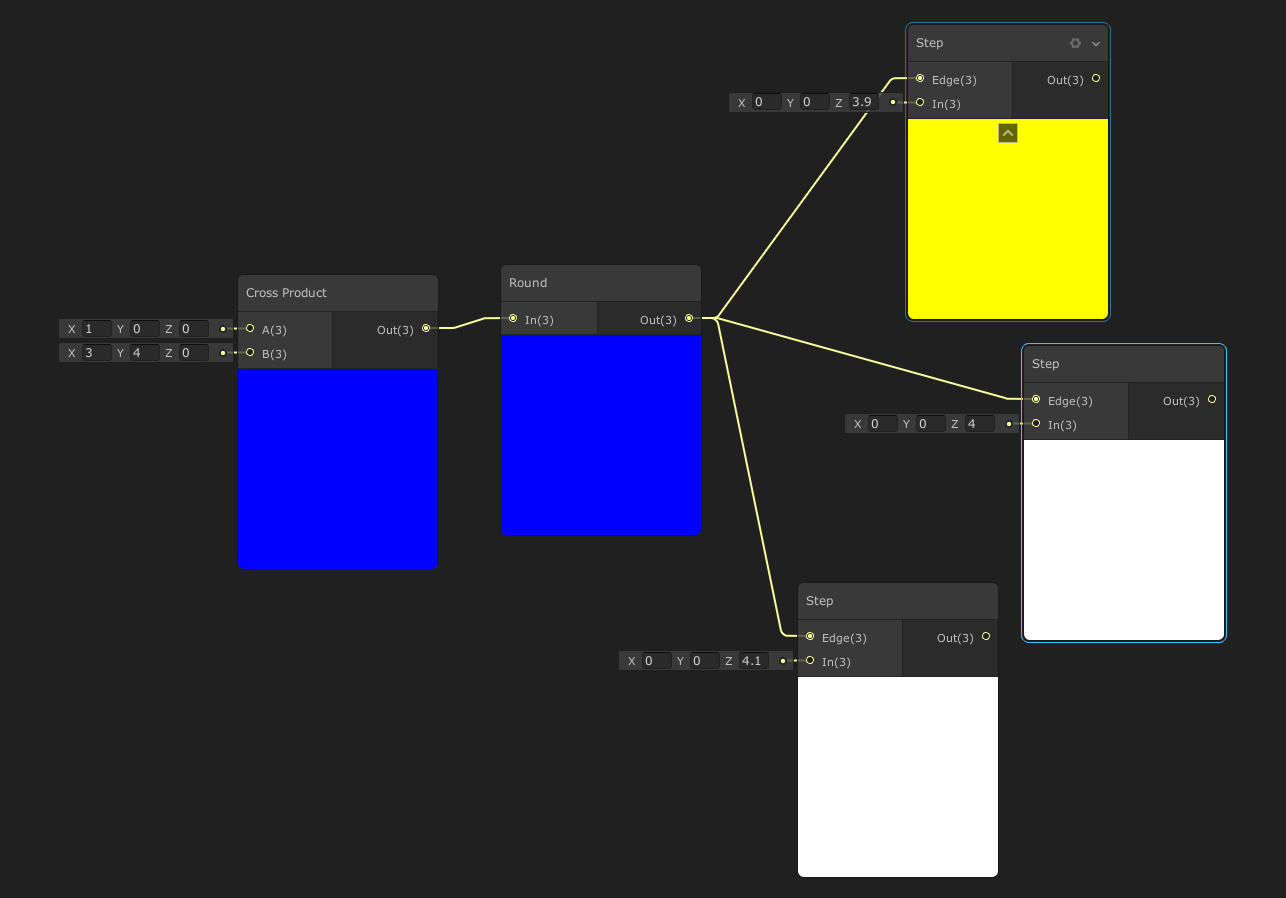 Step
Edge(3)
Out(3)
X 0 Y 0 Z 3.9
In(3)
Cross Product
X 1 Y 0 Z 0
A(3)
Out(3)
X 3 Y 4 Z 0
B(3)
Round
In(3)
Out(3)
Step
Edge(3)
Out(3)
X 0 Y 0 Z 4
In(3)
Step
Edge(3)
Out(3)
X 0 Y 0 Z 4.1
In(3)